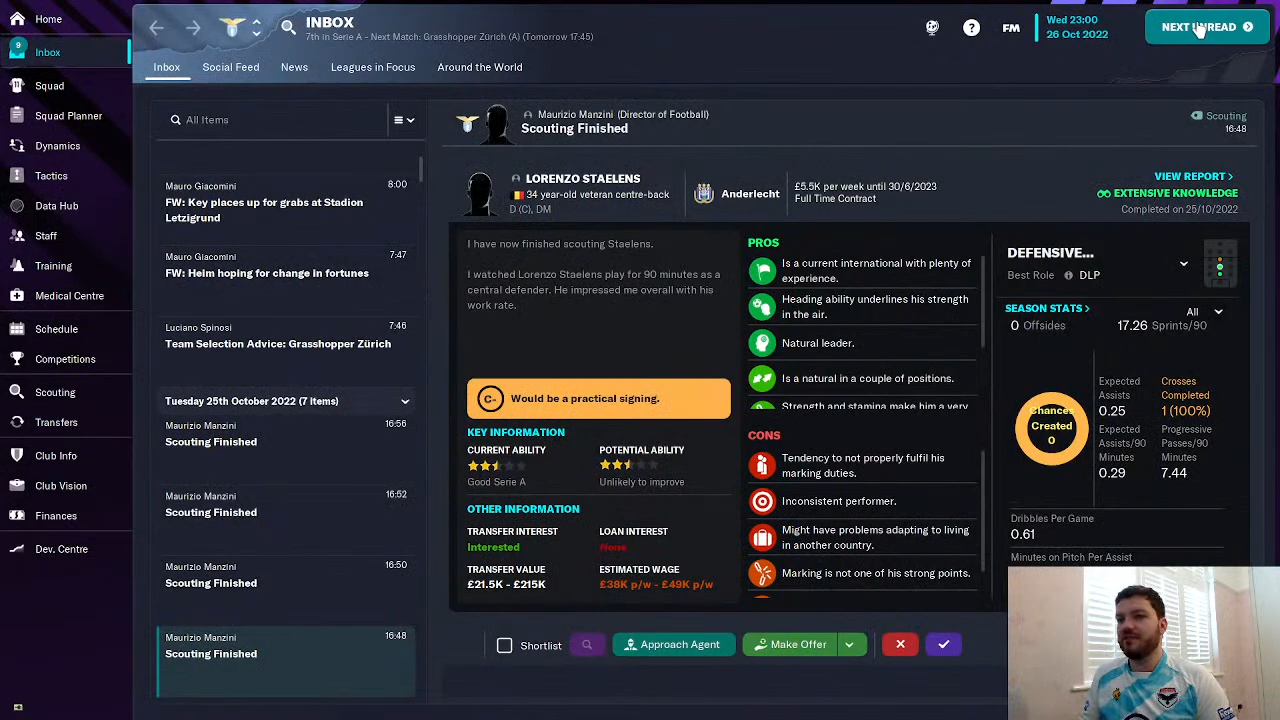 Home
9
Inbox
Squad
Squad Planner
Dynamics
Tactics
Data Hub
Staff
Training
Medical Centre
Schedule
Competitions
Scouting
Transfers
Club Info
Club Vision
Finances
Dev. Centre
INBOX
7th in Serie A - Next Match: Grasshopper Zürich (A) (Tomorrow 17:45)
?
FM
Wed 23:00
26 Oct 2022
NEXT UNREAD
Inbox
Social Feed
News
Leagues in Focus
Around the World
All Items
Mauro Giacomini 8:00
FW: Key places up for grabs at Stadion
Letzigrund
Mauro Giacomini 7:47
FW: Heim hoping for change in fortunes
Luciano Spinosi 7:46
Team Selection Advice: Grasshopper Zürich
Tuesday 25th October 2022 (7 Items)
Maurizio Manzini 16:56
Scouting Finished
Maurizio Manzini 16:52
Scouting Finished
Maurizio Manzini 16:50
Scouting Finished
Maurizio Manzini 16:48
Scouting Finished
Maurizio Manzini (Director of Football)
Scouting Finished
Scouting
16:48
LORENZO STAELENS
34 year-old veteran centre-back
D (C), DM
Anderlecht
£5.5K per week until 30/6/2023
Full Time Contract
VIEW REPORT >
EXTENSIVE KNOWLEDGE
Completed on 25/10/2022
I have now finished scouting Staelens.
I watched Lorenzo Staelens play for 90 minutes as a
central defender. He impressed me overall with his
work rate.
C- Would be a practical signing.
KEY INFORMATION
CURRENT ABILITY
Good Serie A
POTENTIAL ABILITY
Unlikely to improve
OTHER INFORMATION
TRANSFER INTEREST
Interested
LOAN INTEREST
None
TRANSFER VALUE
£21.5K - £215K
ESTIMATED WAGE
£38K p/w - £49K p/w
PROS
Is a current international with plenty of
experience.
Heading ability underlines his strength
in the air.
Natural leader.
Is a natural in a couple of positions.
Strength and stamina make him a very
CONS
Tendency to not properly fulfil his
marking duties.
Inconsistent performer.
Might have problems adapting to living
in another country.
Marking is not one of his strong points.
DEFENSIVE...
Best Role DLP
SEASON STATS >
All
0 Offsides
17.26 Sprints/90
Chances
Created
0
Expected
Assists
0.25
Crosses
Completed
1 (100%)
Expected
Assists/90
Minutes
0.29
Progressive
Passes/90
Minutes
7.44
Dribbles Per Game
0.61
Minutes on Pitch Per Assist
Shortlist
Approach Agent
Make Offer